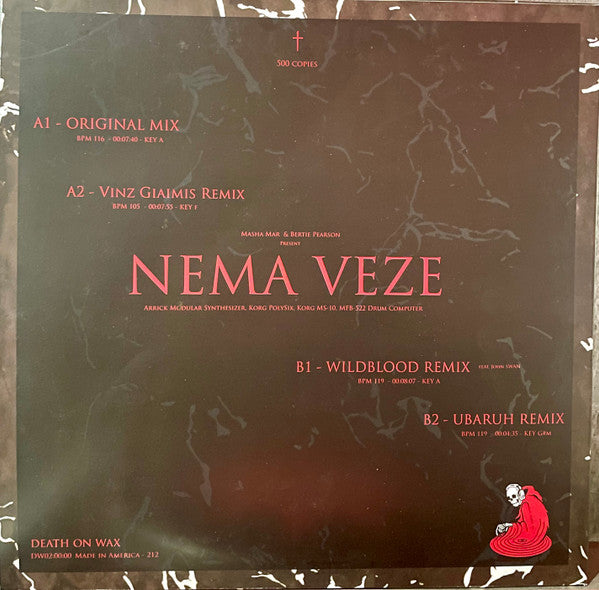 500 COPIES
A1 - ORIGINAL MIX
BPM 116 - 00:07:40 - KEY A
A2 - VINZ GIAIMIS REMIX
BPM 105 - 00:07:55 - KEY F
MASHA MAR & BERTIE PEARSON
PRESENT
NEMA VEZE
ARRICK MODULAR SYNTHESIZER, KORG POLYSIX, KORG MS-10, MFB-522 DRUM COMPUTER
B1 - WILDBLOOD REMIX FEAT. JOHN SWAN
BPM 119 - 00:08:07 - KEY A
B2 - UBARUH REMIX
BPM 119 - 00:04:35 - KEY G#M
DEATH ON WAX
DW02:00:00 MADE IN AMERICA - 212